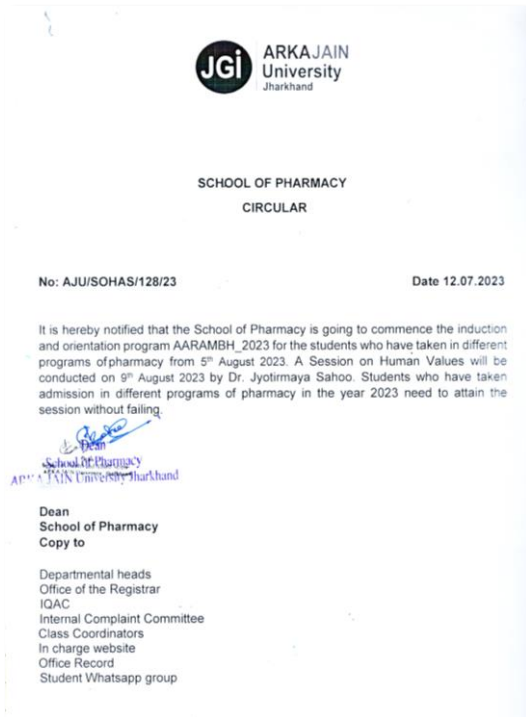 JGi
ARKAJAIN
University
Jharkhand
SCHOOL OF PHARMACY
CIRCULAR
No: AJU/SOHAS/128/23 Date 12.07.2023
It is hereby notified that the School of Pharmacy is going to commence the induction
and orientation program AARAMBH_2023 for the students who have taken in different
programs of pharmacy from 5th August 2023. A Session on Human Values will be
conducted on 9th August 2023 by Dr. Jyotirmaya Sahoo. Students who have taken
admission in different programs of pharmacy in the year 2023 need to attain the
session without failing.
Dean
School Of Pharmacy
ARKA JAIN University Jharkhand
Dean
School of Pharmacy
Copy to
Departmental heads
Office of the Registrar
IQAC
Internal Complaint Committee
Class Coordinators
In charge website
Office Record
Student Whatsapp group